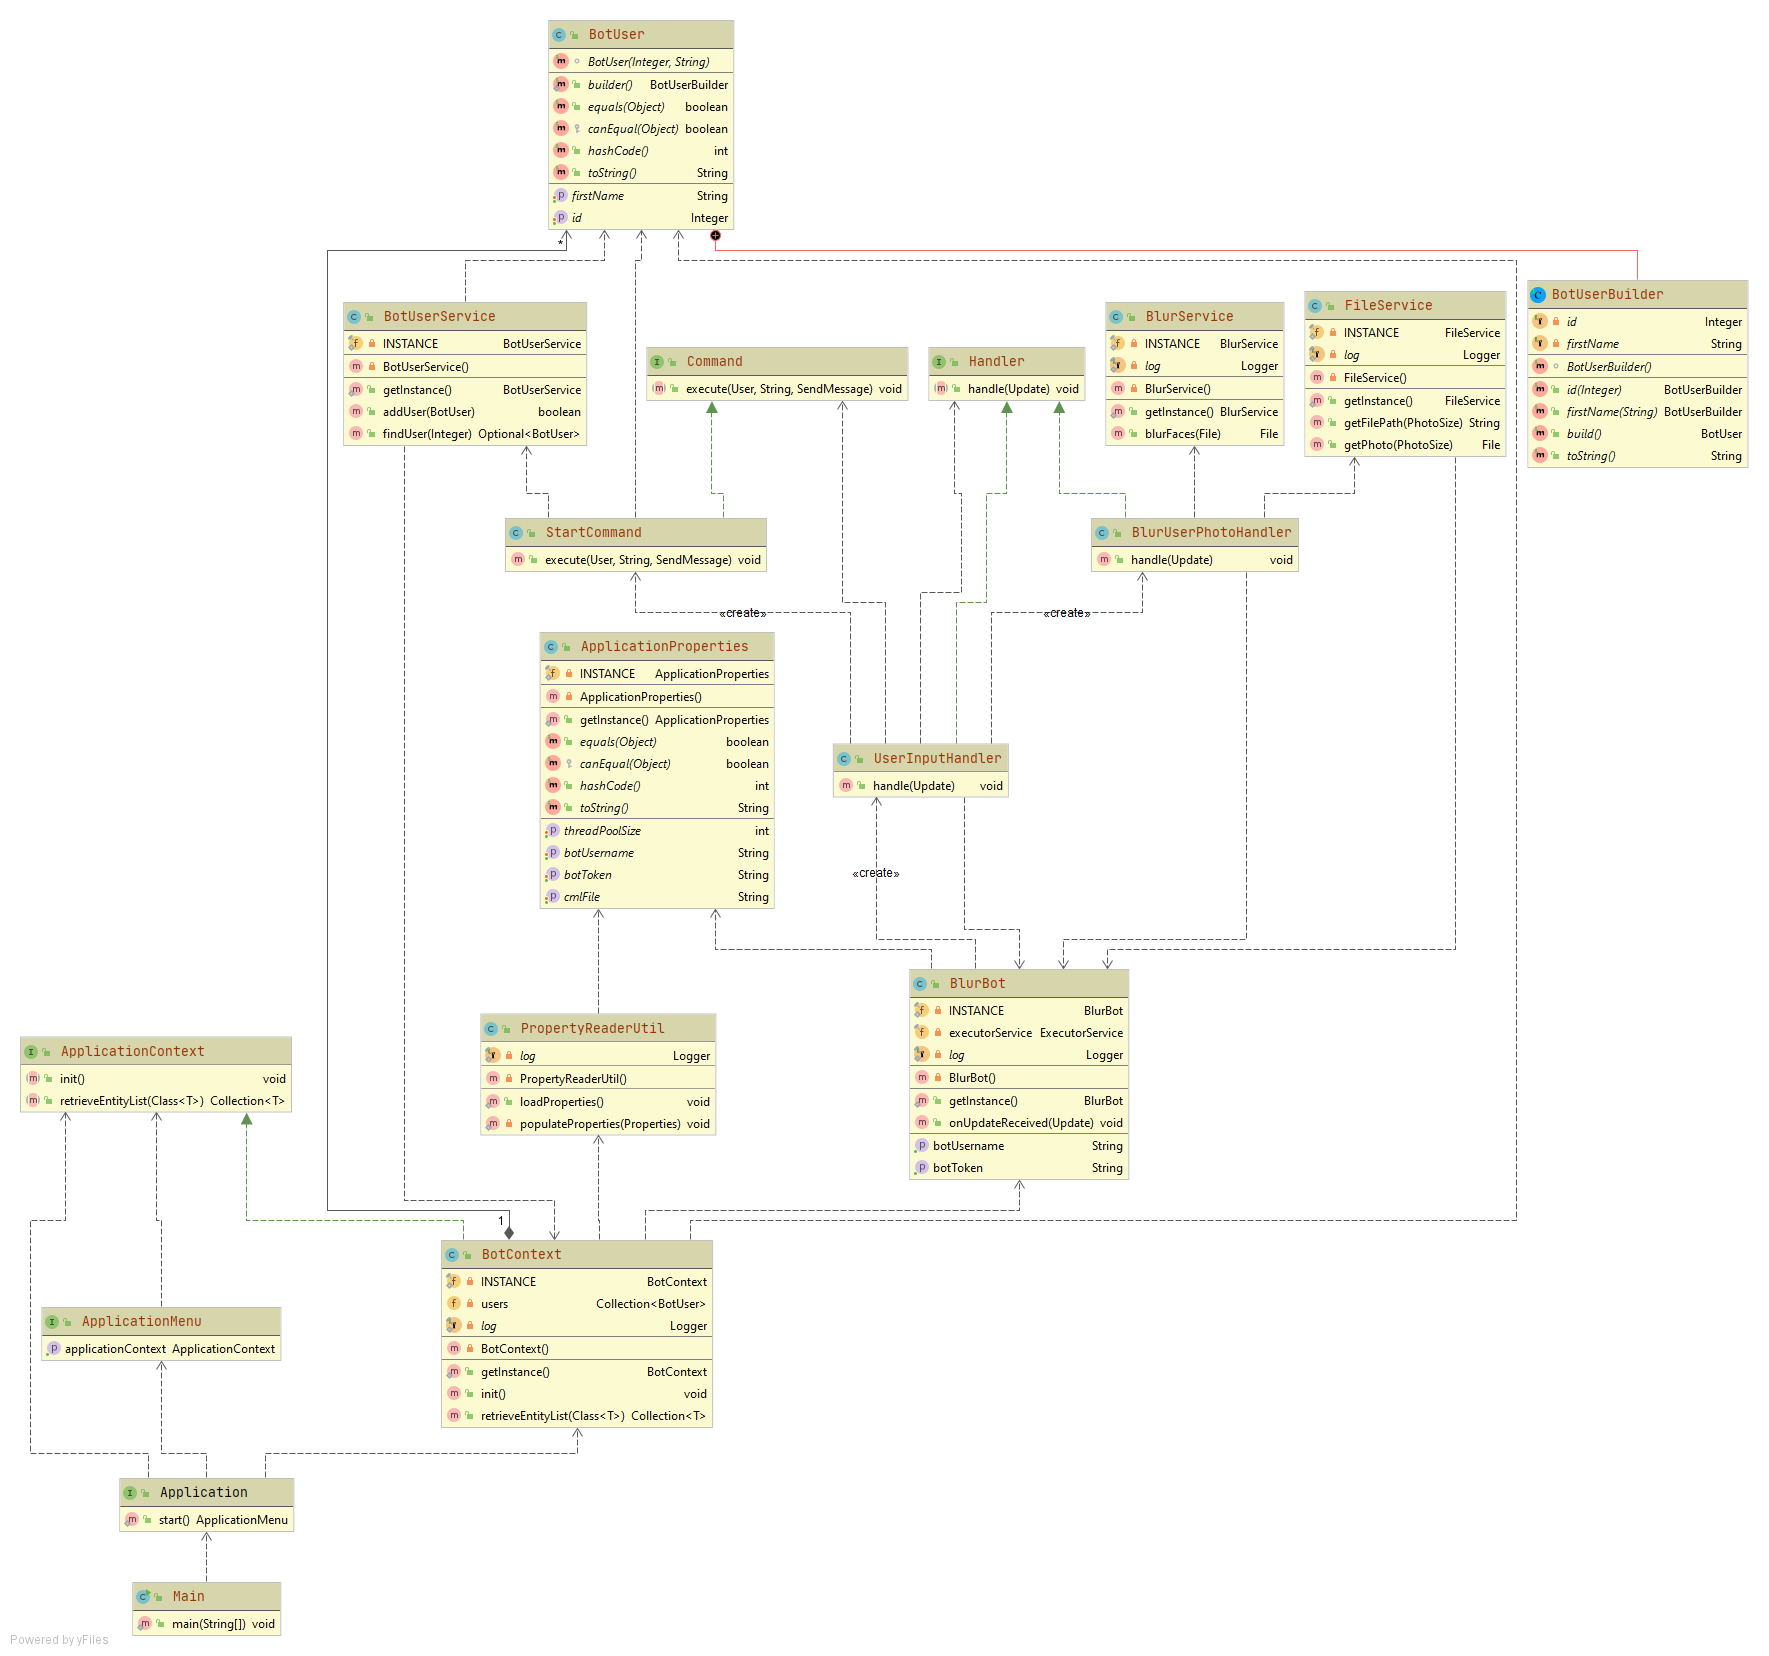 BotUser
BotUser(Integer, String)
builder() BotUserBuilder
equals(Object) boolean
canEqual(Object) boolean
hashCode() int
toString() String
firstName String
id Integer
*
BotUserService
INSTANCE BotUserService
BotUserService()
getInstance() BotUserService
addUser(BotUser) boolean
findUser(Integer) Optional<BotUser>
Command
execute(User, String, SendMessage) void
Handler
handle(Update) void
BlurService
INSTANCE BlurService
log Logger
BlurService()
getInstance() BlurService
blurFaces(File) File
FileService
INSTANCE FileService
log Logger
FileService()
getInstance() FileService
getFilePath(PhotoSize) String
getPhoto(PhotoSize) File
BotUserBuilder
id Integer
firstName String
BotUserBuilder()
id(Integer) BotUserBuilder
firstName(String) BotUserBuilder
build() BotUser
toString() String
StartCommand
execute(User, String, SendMessage) void
BlurUserPhotoHandler
handle(Update) void
«create»
«create»
ApplicationProperties
INSTANCE ApplicationProperties
ApplicationProperties()
getInstance() ApplicationProperties
equals(Object) boolean
canEqual(Object) boolean
hashCode() int
toString() String
threadPoolSize int
botUsername String
botToken String
cmlFile String
UserInputHandler
handle(Update) void
«create»
BlurBot
INSTANCE BlurBot
executorService ExecutorService
log Logger
BlurBot()
getInstance() BlurBot
onUpdateReceived(Update) void
botUsername String
botToken String
PropertyReaderUtil
log Logger
PropertyReaderUtil()
loadProperties() void
populateProperties(Properties) void
ApplicationContext
init() void
retrieveEntityList(Class<T>) Collection<T>
1
BotContext
INSTANCE BotContext
users Collection<BotUser>
log Logger
BotContext()
getInstance() BotContext
init() void
retrieveEntityList(Class<T>) Collection<T>
ApplicationMenu
applicationContext ApplicationContext
Application
start() ApplicationMenu
Main
main(String[]) void
Powered by yFiles